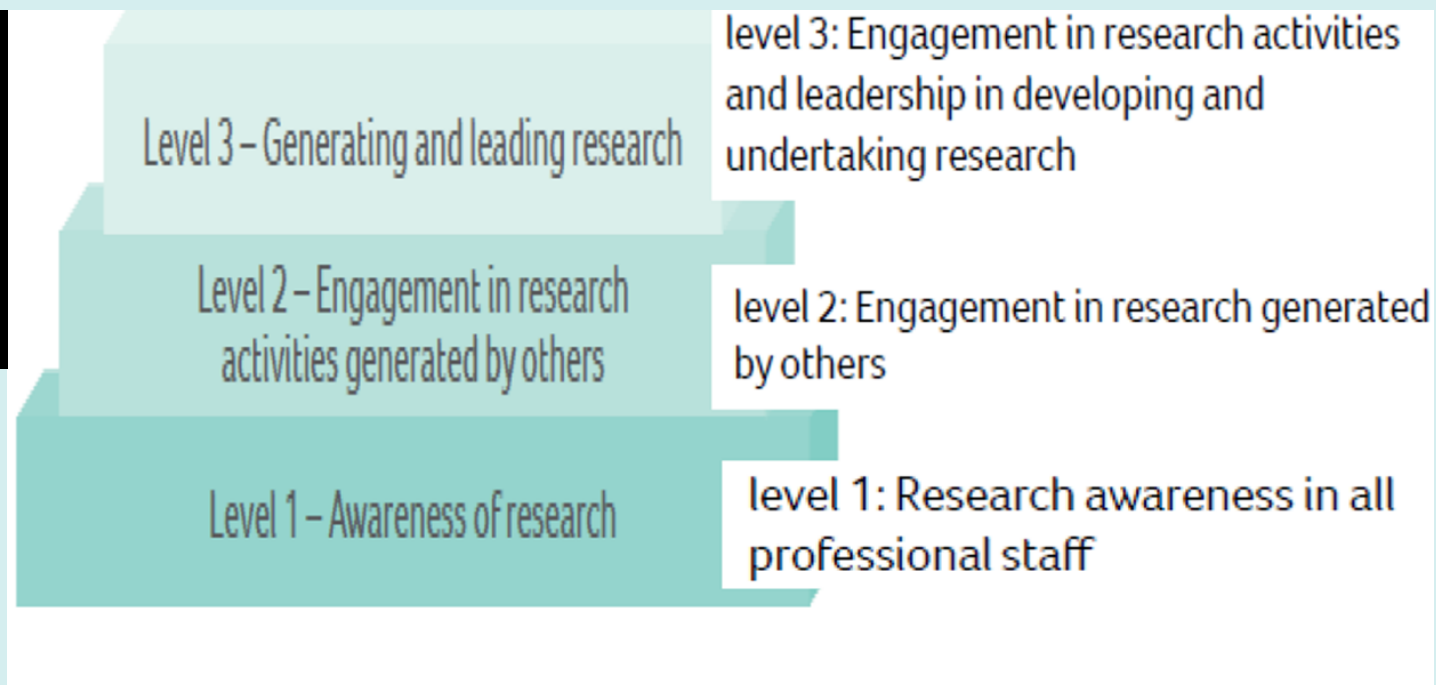 level 3: Engagement in research activities
and leadership in developing and
undertaking research
Level 3 – Generating and leading research
Level 2 – Engagement in research
activities generated by others
level 2: Engagement in research generated
by others
Level 1 – Awareness of research
level 1: Research awareness in all
professional staff